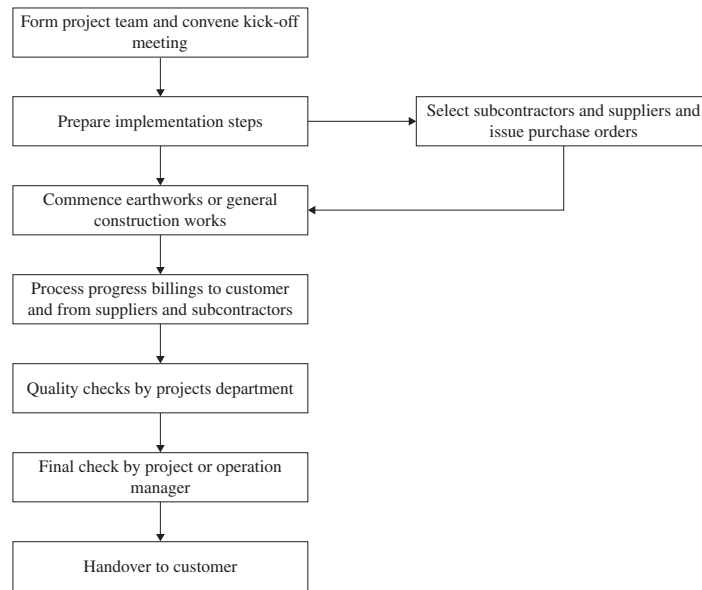 Form project team and convene kick-off
meeting
Prepare implementation steps
Select subcontractors and suppliers and
issue purchase orders
Commence earthworks or general
construction works
Process progress billings to customer
and from suppliers and subcontractors
Quality checks by projects department
Final check by project or operation
manager
Handover to customer